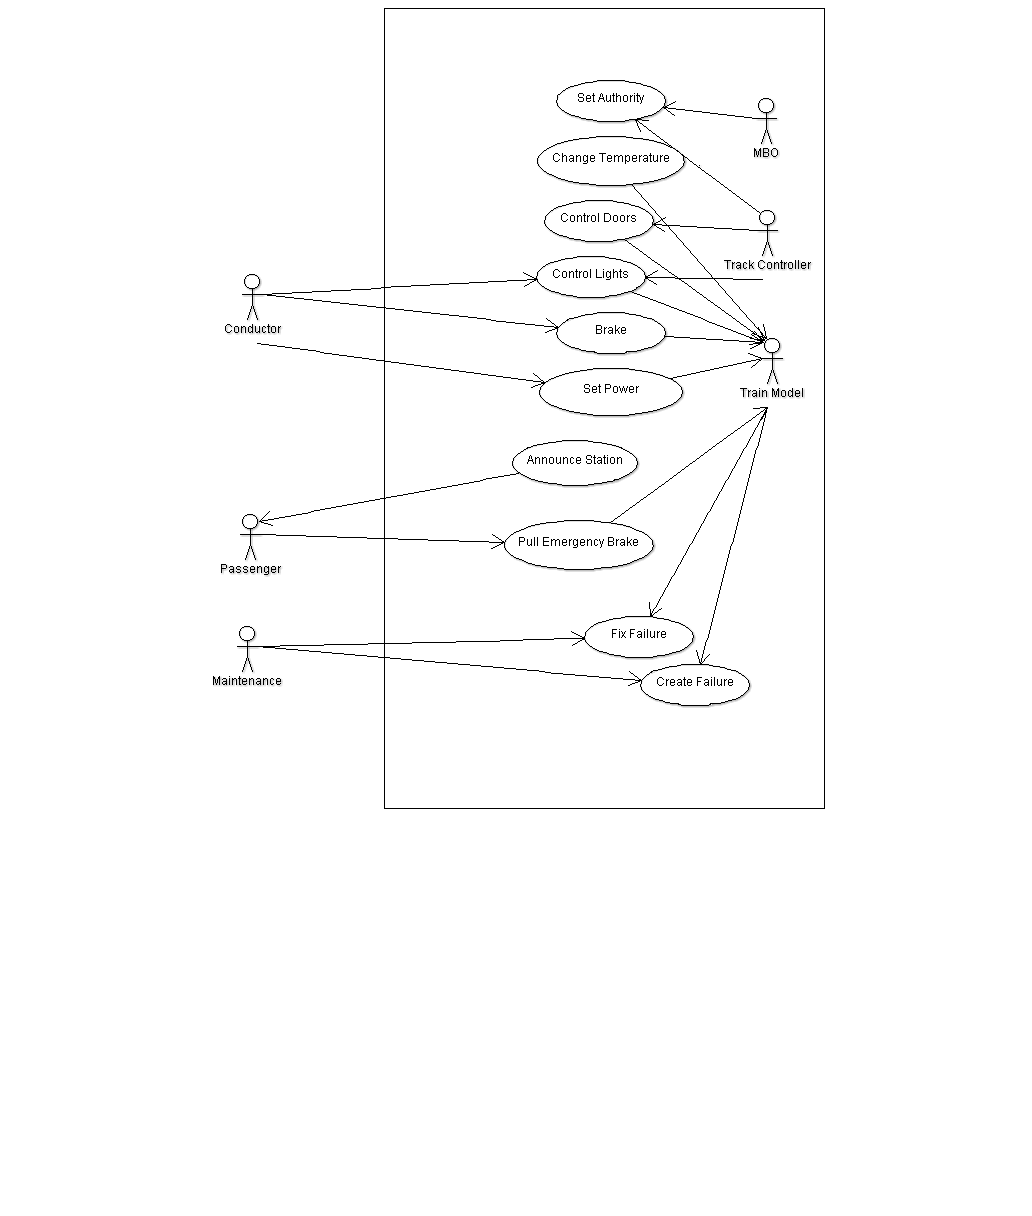 Set Authority
MBO
Change Temperature
Control Doors
Track Controller
Control Lights
Conductor
Brake
Set Power
Train Model
Announce Station
Pull Emergency Brake
Passenger
Fix Failure
Maintenance
Create Failure